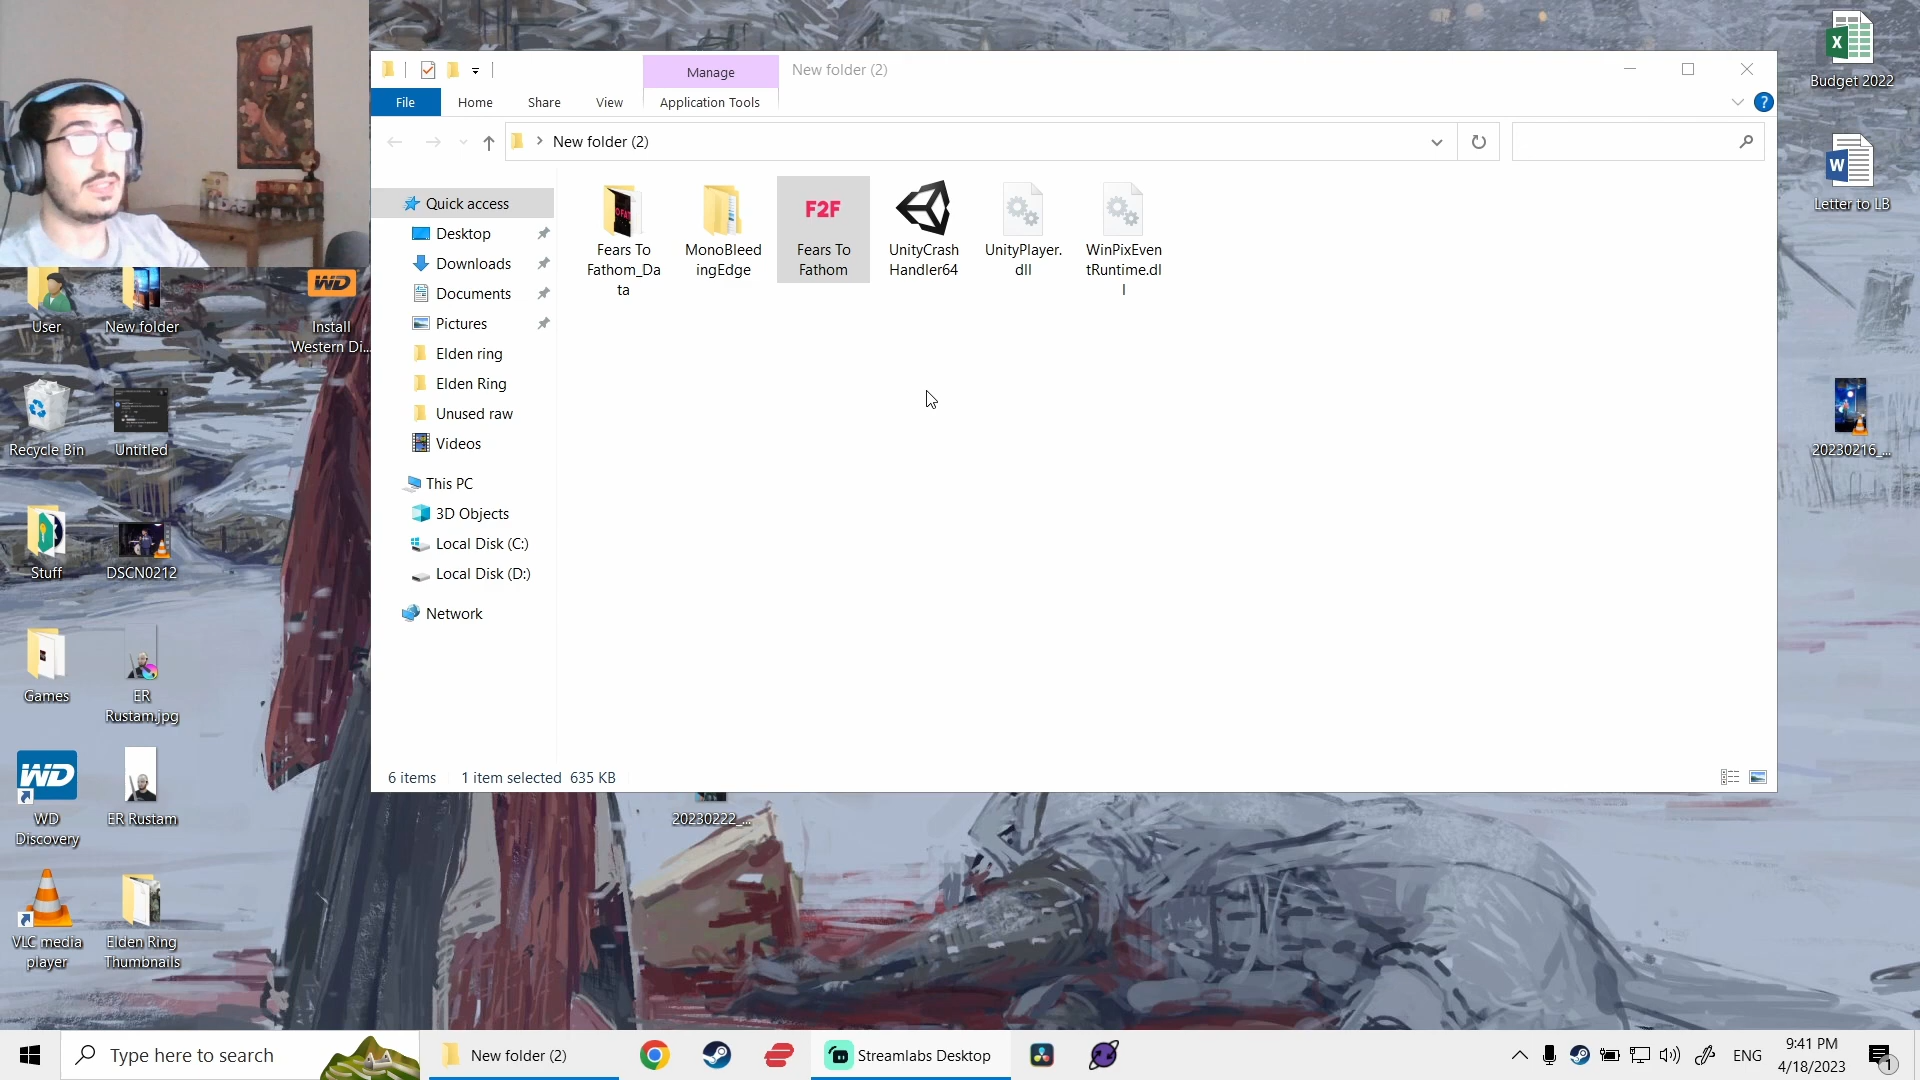 Manage
New folder (2)
File
Home
Share
View
Application Tools
?
New folder (2)
Quick access
Desktop
Downloads
Documents
Pictures
Elden ring
Elden Ring
Unused raw
Videos
This PC
3D Objects
Local Disk (C:)
Local Disk (D:)
Network
Fears To
Fathom_Da
ta
MonoBleed
ingEdge
F2F
Fears To
Fathom
UnityCrash
Handler64
UnityPlayer.
dll
WinPixEven
tRuntime.dl
l
6 items
1 item selected 635 KB
User
New folder
WD
Install
Western Di...
Recycle Bin
Untitled
Stuff
DSCN0212
Games
ER
Rustam.jpg
WD
WD
Discovery
ER Rustam
VLC media
player
Elden Ring
Thumbnails
20230222_...
X
Budget 2022
W
Letter to LB
20230216_...
Type here to search
New folder (2)
Streamlabs Desktop
ENG
9:41 PM
4/18/2023
1